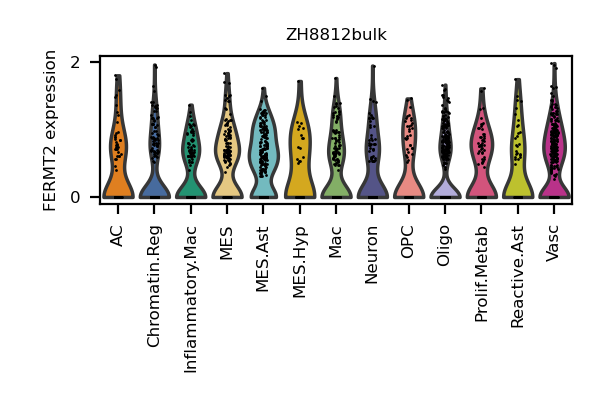 ZH8812bulk
FERMT2 expression
2
0
AC
Chromatin.Reg
Inflammatory.Mac
MES
MES.Ast
MES.Hyp
Mac
Neuron
OPC
Oligo
Prolif.Metab
Reactive.Ast
Vasc